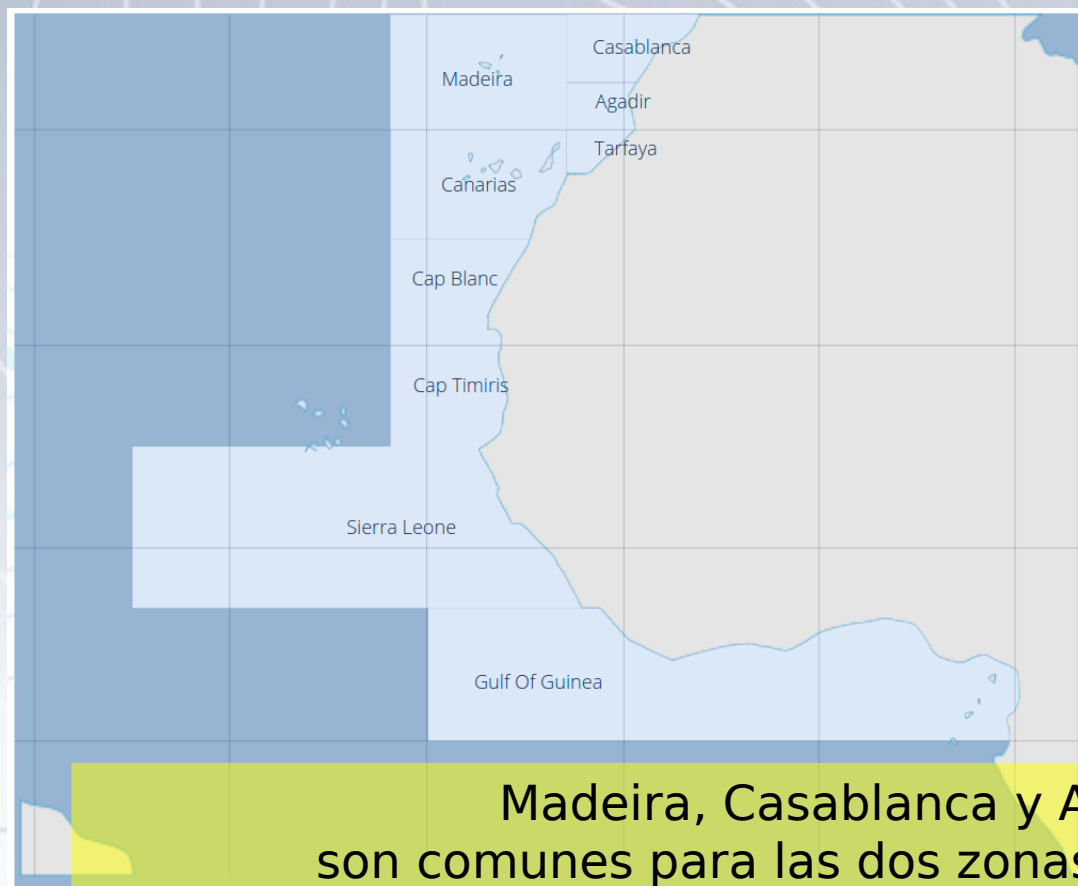 Casablanca
Madeira
Agadir
Tarfaya
Canarias
Cap Blanc
Cap Timiris
Sierra Leone
Gulf Of Guinea
Madeira, Casablanca y A
son comunes para las dos zonas